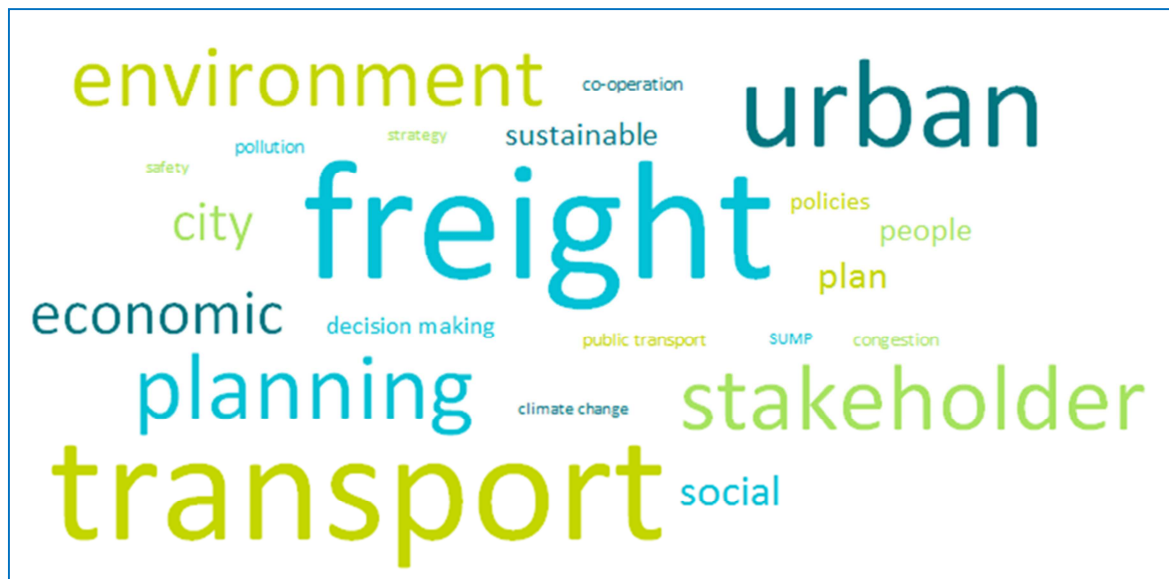 environment
co-operation
urban
strategy
sustainable
pollution
safety
freight
city
policies
people
plan
economic
decision making
public transport
SUMP
congestion
planning
stakeholder
climate change
transport
social